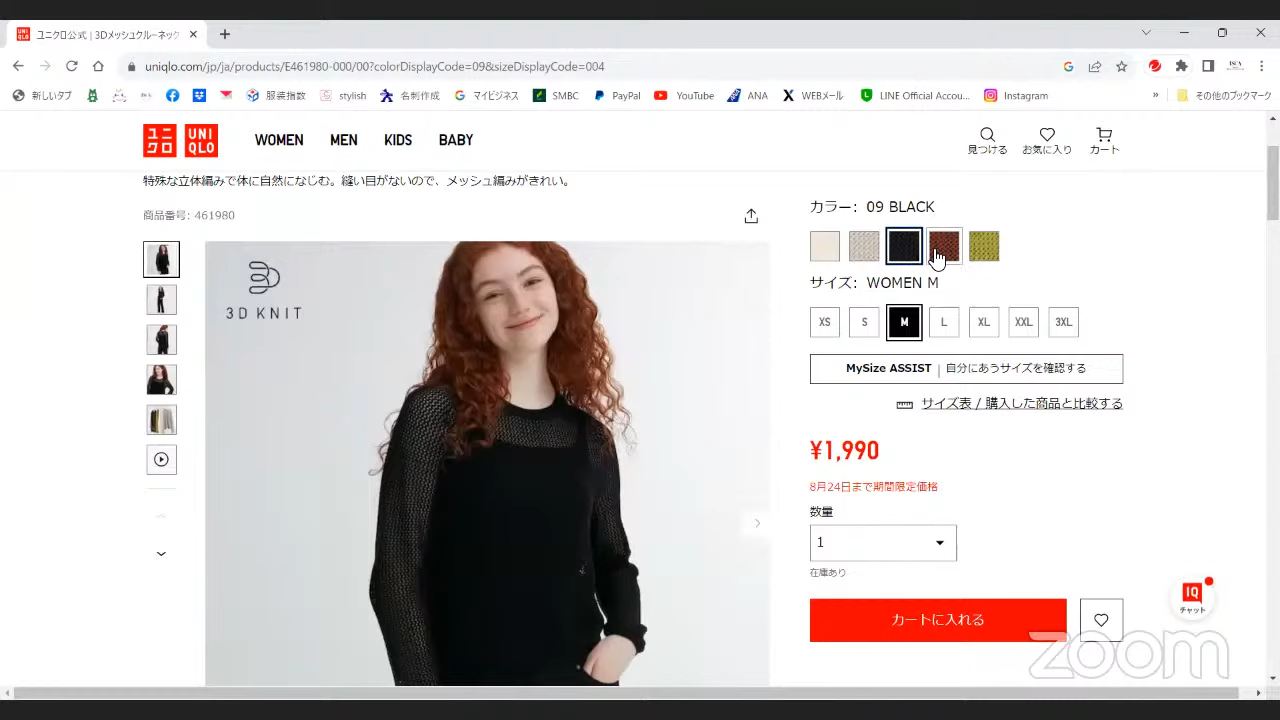 ユニクロ公式 | 3Dメッシュクルーネック
uniqlo.com/jp/ja/products/E461980-000/00?colorDisplayCode=09&sizeDisplayCode=004
新しいタブ 服装指数 stylish 名刺作成 マイビジネス SMBC PayPal YouTube ANA WEBメール LINE Official Accou... Instagram » その他のブックマーク
ユニクロ UNIQLO WOMEN MEN KIDS BABY 見つける お気に入り カート
特殊な立体編みで体に自然になじむ。縫い目がないので、メッシュ編みがきれい。
商品番号: 461980
3D KNIT
カラー: 09 BLACK
サイズ: WOMEN M
XS S M L XL XXL 3XL
MySize ASSIST | 自分にあうサイズを確認する
サイズ表 / 購入した商品と比較する
¥1,990
8月24日まで期間限定価格
数量
1
在庫あり
カートに入れる
IQ
チャット
zoom